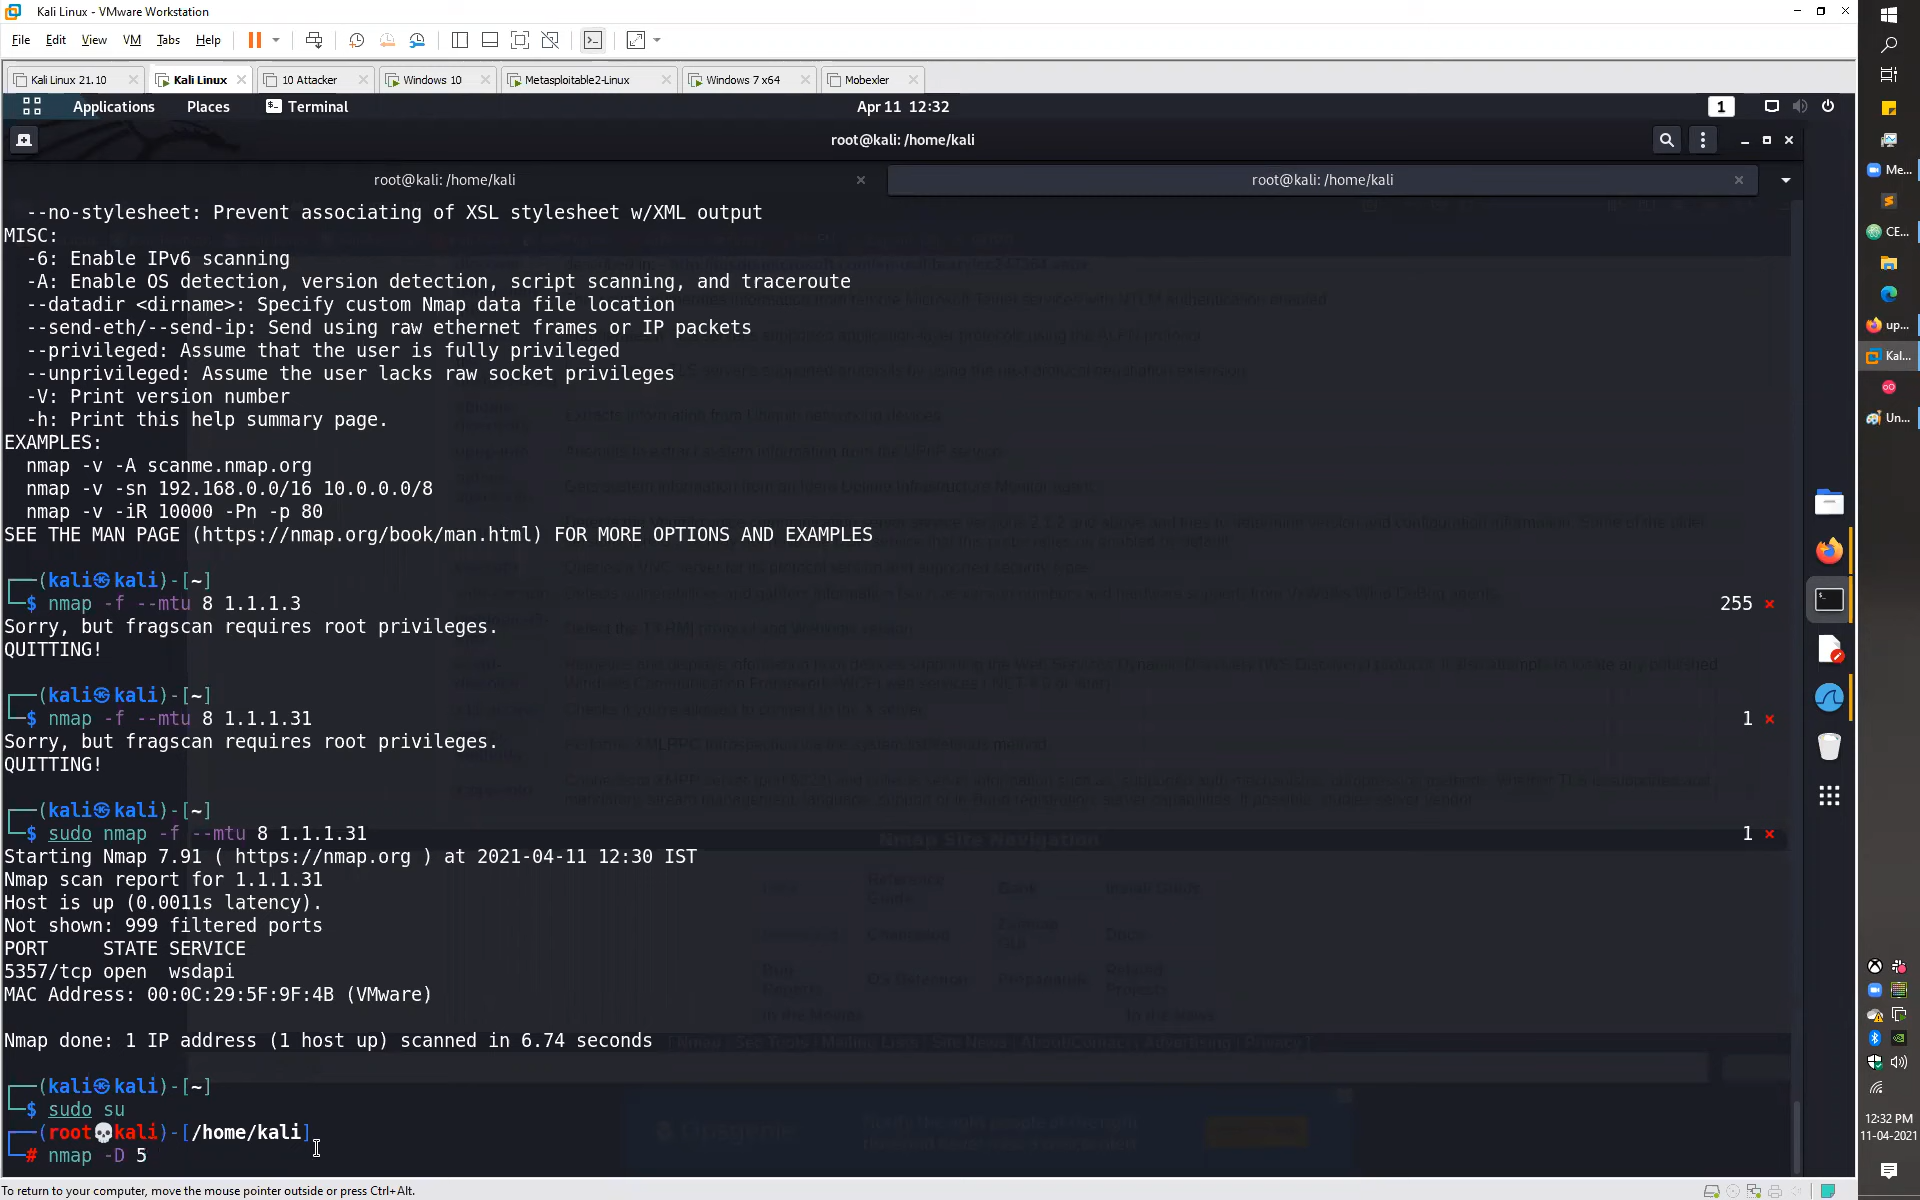 Kali Linux - VMware Workstation
File Edit View VM Tabs Help
Kali Linux 21.10 Kali Linux 10 Attacker Windows 10 Metasploitable2-Linux Windows 7 x64 Mobexler
Applications Places Terminal Apr 11 12:32 1
root@kali: /home/kali
root@kali: /home/kali root@kali: /home/kali
--no-stylesheet: Prevent associating of XSL stylesheet w/XML output
MISC:
-6: Enable IPv6 scanning
-A: Enable OS detection, version detection, script scanning, and traceroute
--datadir <dirname>: Specify custom Nmap data file location
--send-eth/--send-ip: Send using raw ethernet frames or IP packets
--privileged: Assume that the user is fully privileged
--unprivileged: Assume the user lacks raw socket privileges
-V: Print version number
-h: Print this help summary page.
EXAMPLES:
nmap -v -A scanme.nmap.org
nmap -v -sn 192.168.0.0/16 10.0.0.0/8
nmap -v -iR 10000 -Pn -p 80
SEE THE MAN PAGE (https://nmap.org/book/man.html) FOR MORE OPTIONS AND EXAMPLES
(kali㉿kali)-[~]
$ nmap -f --mtu 8 1.1.1.3 255 ⨯
Sorry, but fragscan requires root privileges.
QUITTING!
(kali㉿kali)-[~]
$ nmap -f --mtu 8 1.1.1.31 1 ⨯
Sorry, but fragscan requires root privileges.
QUITTING!
(kali㉿kali)-[~]
$ sudo nmap -f --mtu 8 1.1.1.31 1 ⨯
Starting Nmap 7.91 ( https://nmap.org ) at 2021-04-11 12:30 IST
Nmap scan report for 1.1.1.31
Host is up (0.0011s latency).
Not shown: 999 filtered ports
PORT STATE SERVICE
5357/tcp open wsdapi
MAC Address: 00:0C:29:5F:9F:4B (VMware)
Nmap done: 1 IP address (1 host up) scanned in 6.74 seconds
(kali㉿kali)-[~]
$ sudo su
(root💀kali)-[/home/kali]
# nmap -D 5
Nmap Site Navigation
To return to your computer, move the mouse pointer outside or press Ctrl+Alt.
Me...
CE...
up...
Kal...
Un...
12:32 PM
11-04-2021